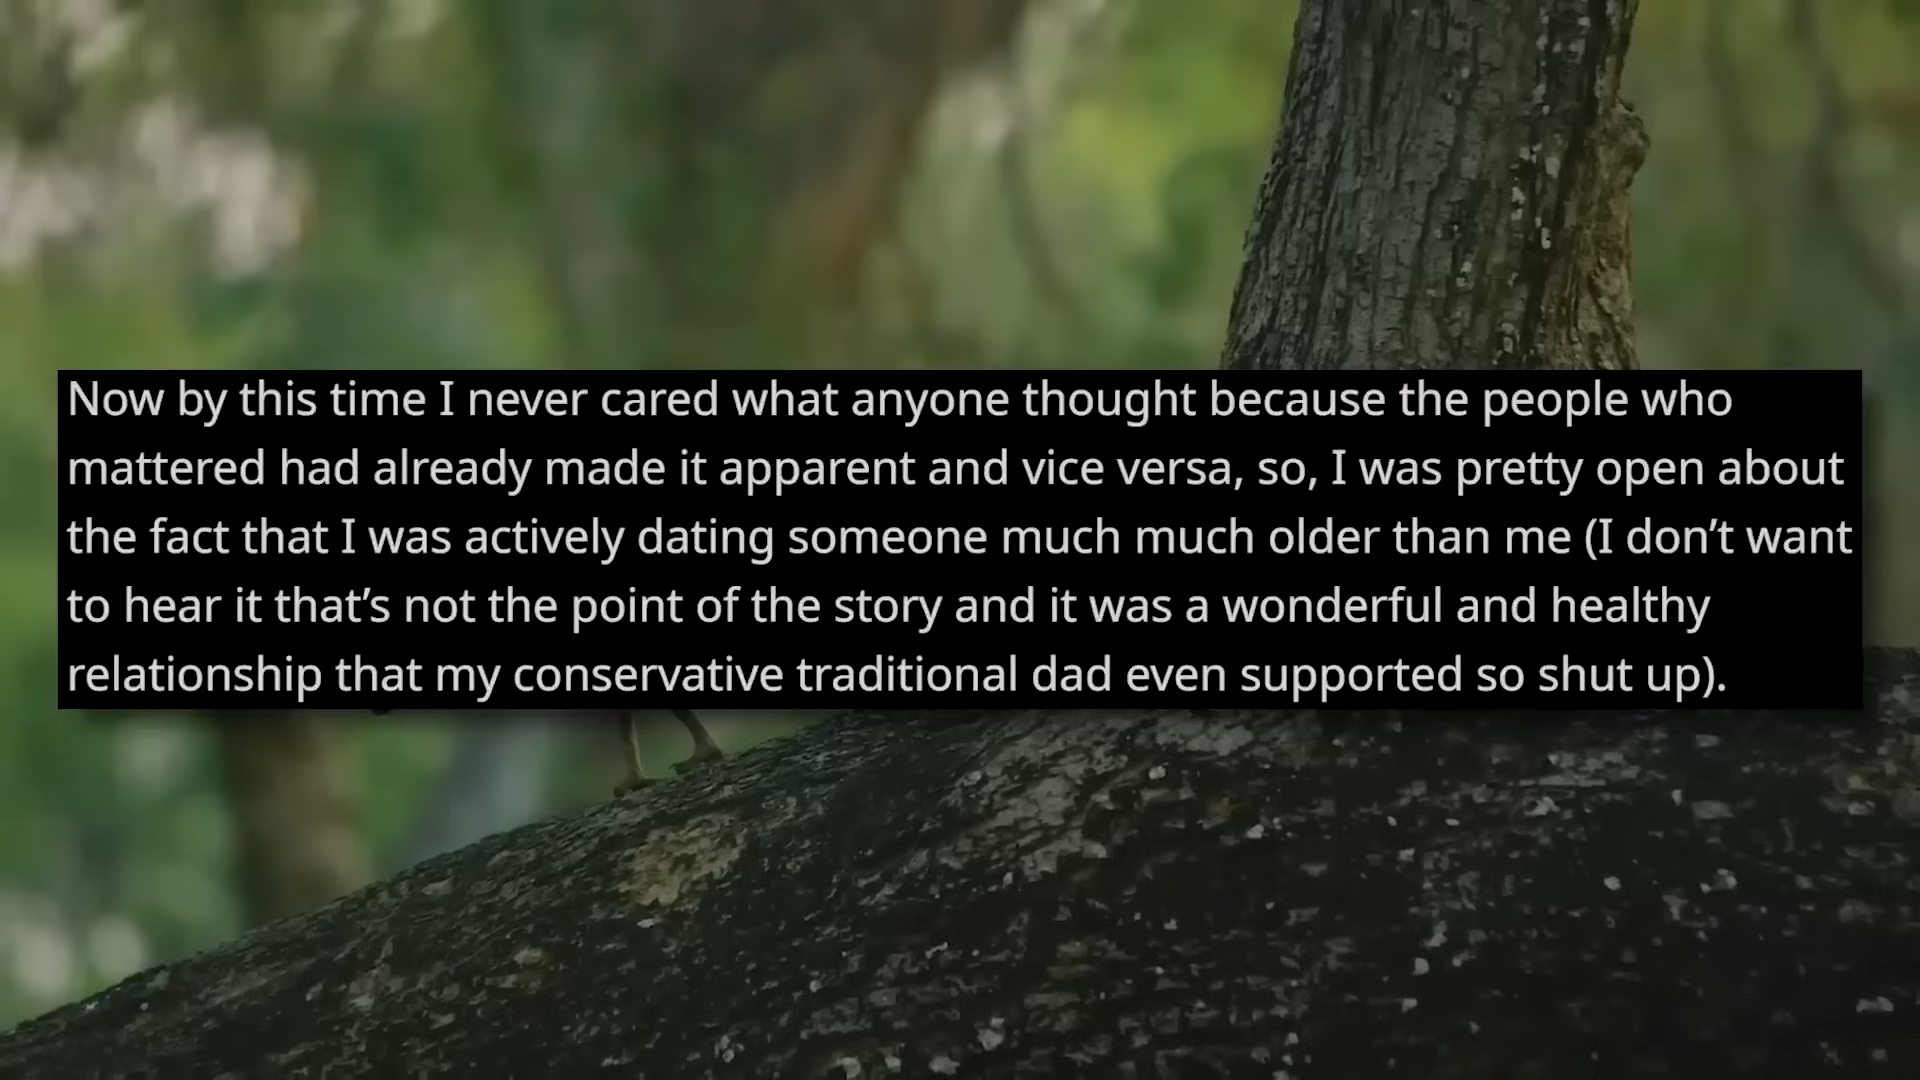 Now by this time I never cared what anyone thought because the people who
mattered had already made it apparent and vice versa, so, I was pretty open about
the fact that I was actively dating someone much much older than me (I don’t want
to hear it that’s not the point of the story and it was a wonderful and healthy
relationship that my conservative traditional dad even supported so shut up).